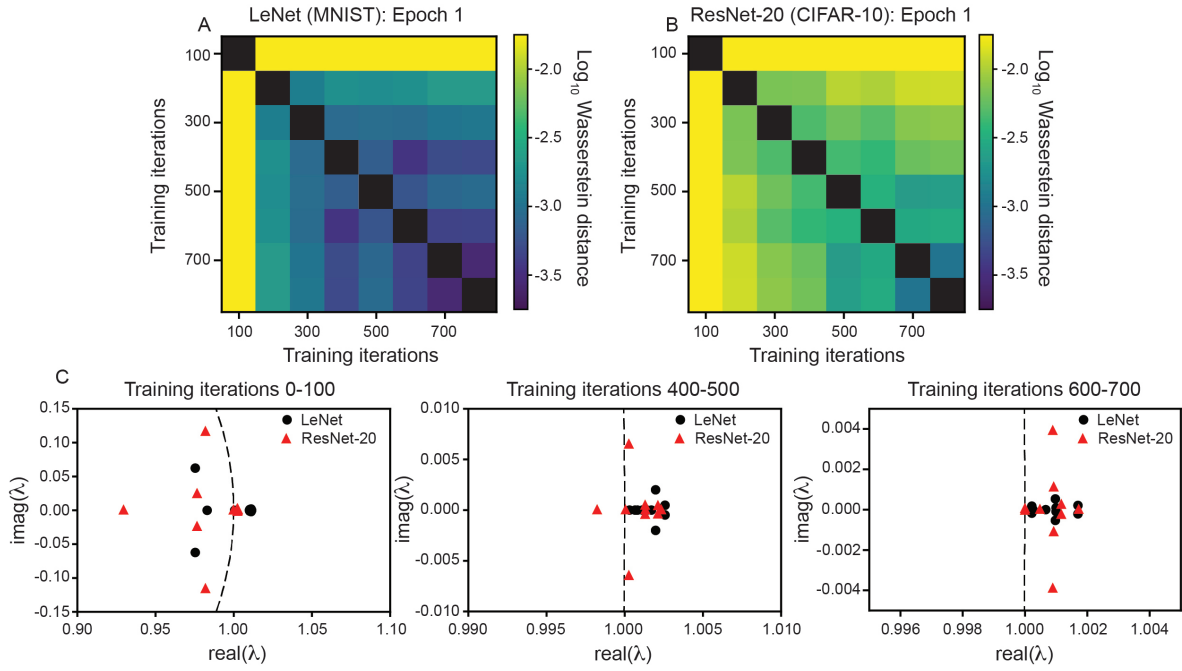 A
LeNet (MNIST): Epoch 1
100
300
500
700
Training iterations
100
300
500
700
Training iterations
-2.0
-2.5
-3.0
-3.5
Log10 Wasserstein distance
B
ResNet-20 (CIFAR-10): Epoch 1
100
300
500
700
Training iterations
100
300
500
700
Training iterations
-2.0
-2.5
-3.0
-3.5
Log10 Wasserstein distance
C
Training iterations 0-100
LeNet
ResNet-20
0.15
0.10
0.05
0.00
-0.05
-0.10
-0.15
imag(λ)
0.90
0.95
1.00
1.05
1.10
real(λ)
Training iterations 400-500
LeNet
ResNet-20
0.010
0.005
0.000
-0.005
-0.010
imag(λ)
0.990
0.995
1.000
1.005
1.010
real(λ)
Training iterations 600-700
LeNet
ResNet-20
0.004
0.002
0.000
-0.002
-0.004
imag(λ)
0.996
0.998
1.000
1.002
1.004
real(λ)